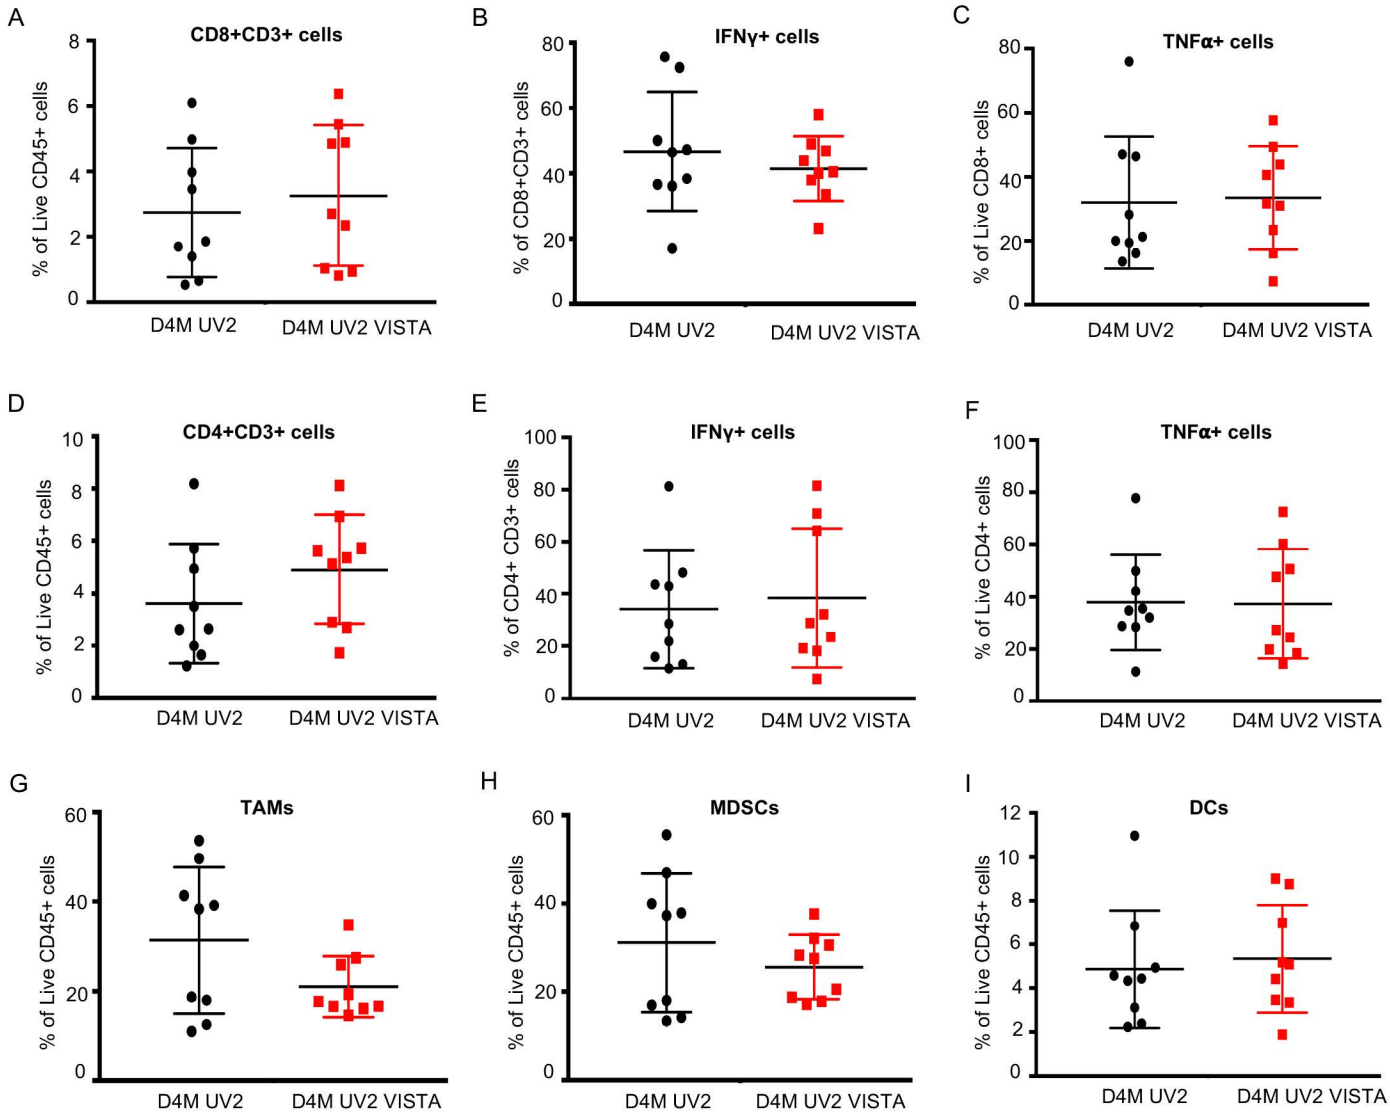 A
CD8+CD3+ cells
% of Live CD45+ cells
8
6
4
2
0
D4M UV2
D4M UV2 VISTA
B
IFNγ+ cells
% of CD8+CD3+ cells
80
60
40
20
0
D4M UV2
D4M UV2 VISTA
C
TNFα+ cells
% of Live CD8+ cells
80
60
40
20
0
D4M UV2
D4M UV2 VISTA
D
CD4+CD3+ cells
% of Live CD45+ cells
10
8
6
4
2
0
D4M UV2
D4M UV2 VISTA
E
IFNγ+ cells
% of CD4+ CD3+ cells
100
80
60
40
20
0
D4M UV2
D4M UV2 VISTA
F
TNFα+ cells
% of Live CD4+ cells
100
80
60
40
20
0
D4M UV2
D4M UV2 VISTA
G
TAMs
% of Live CD45+ cells
60
40
20
0
D4M UV2
D4M UV2 VISTA
H
MDSCs
% of Live CD45+ cells
60
40
20
0
D4M UV2
D4M UV2 VISTA
I
DCs
% of Live CD45+ cells
12
10
8
6
4
2
0
D4M UV2
D4M UV2 VISTA